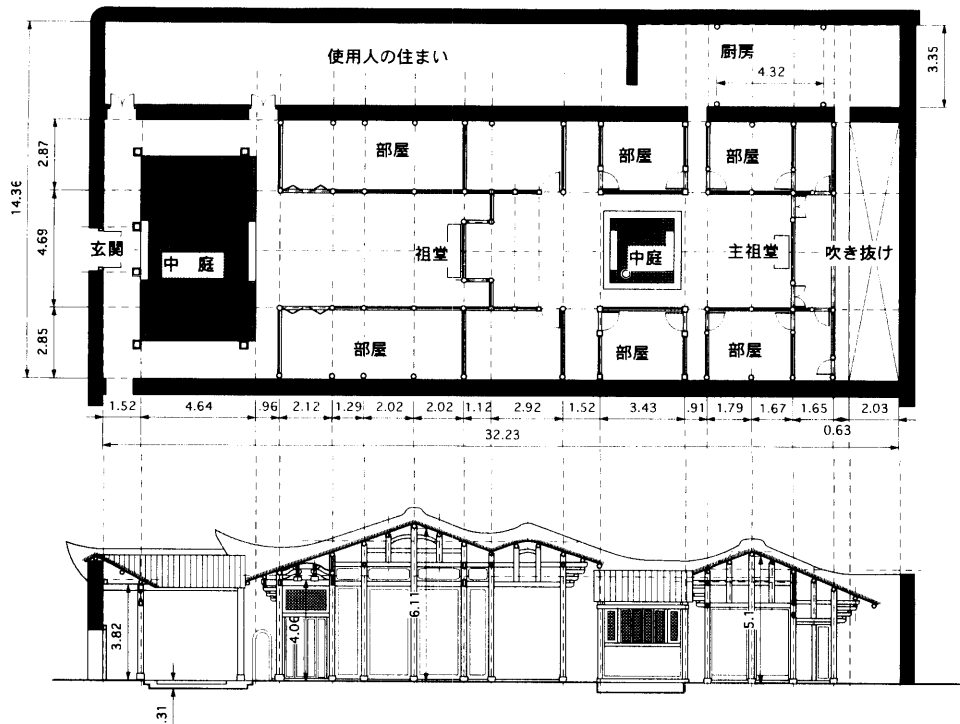 使用人の住まい
厨房
4.32
3.35
14.36
2.87
4.69
2.85
部屋
部屋
部屋
玄関
中 庭
祖堂
中庭
主祖堂
吹き抜け
部屋
部屋
部屋
1.52
4.64
.96
2.12
1.29
2.02
2.02
1.12
2.92
1.52
3.43
.91
1.79
1.67
1.65
2.03
32.23
0.63
3.82
4.06
6.11
5.1
.31